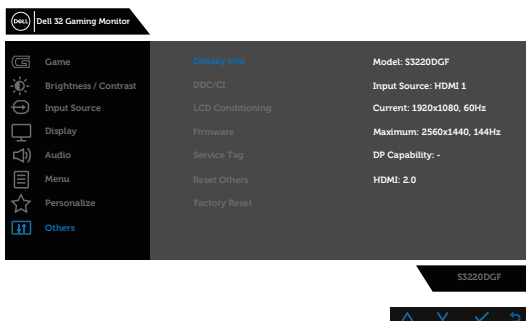 DELL
Dell 32 Gaming Monitor
Game
Brightness / Contrast
Input Source
Display
Audio
Menu
Personalize
Others
Display Info
DDC/CI
LCD Conditioning
Firmware
Service Tag
Reset Others
Factory Reset
Model: S3220DGF
Input Source: HDMI 1
Current: 1920x1080, 60Hz
Maximum: 2560x1440, 144Hz
DP Capability: -
HDMI: 2.0
S3220DGF